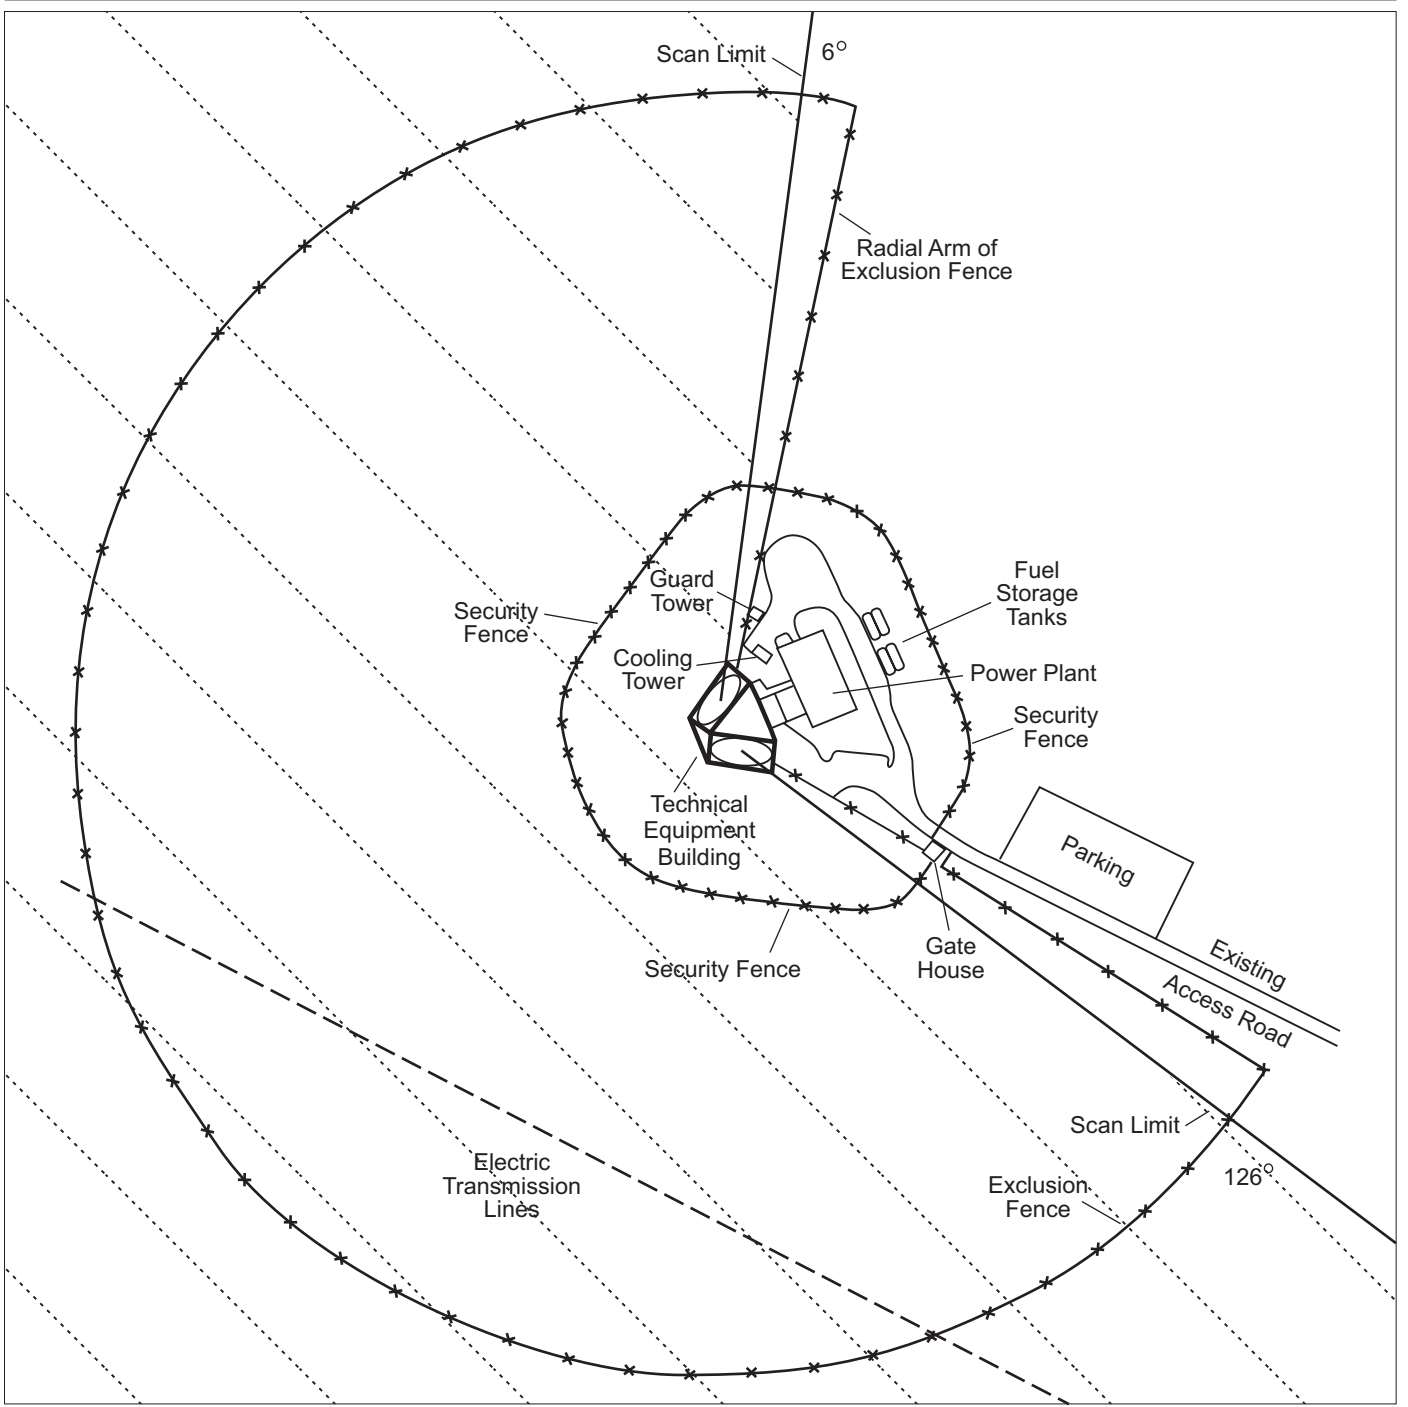 Scan Limit
6°
Radial Arm of
Exclusion Fence
Fuel
Storage
Tanks
Guard
Tower
Security
Fence
Cooling
Tower
Power Plant
Security
Fence
Technical
Equipment
Building
Parking
Gate
House
Security Fence
Existing
Access Road
Scan Limit
126°
Electric
Transmission
Lines
Exclusion
Fence